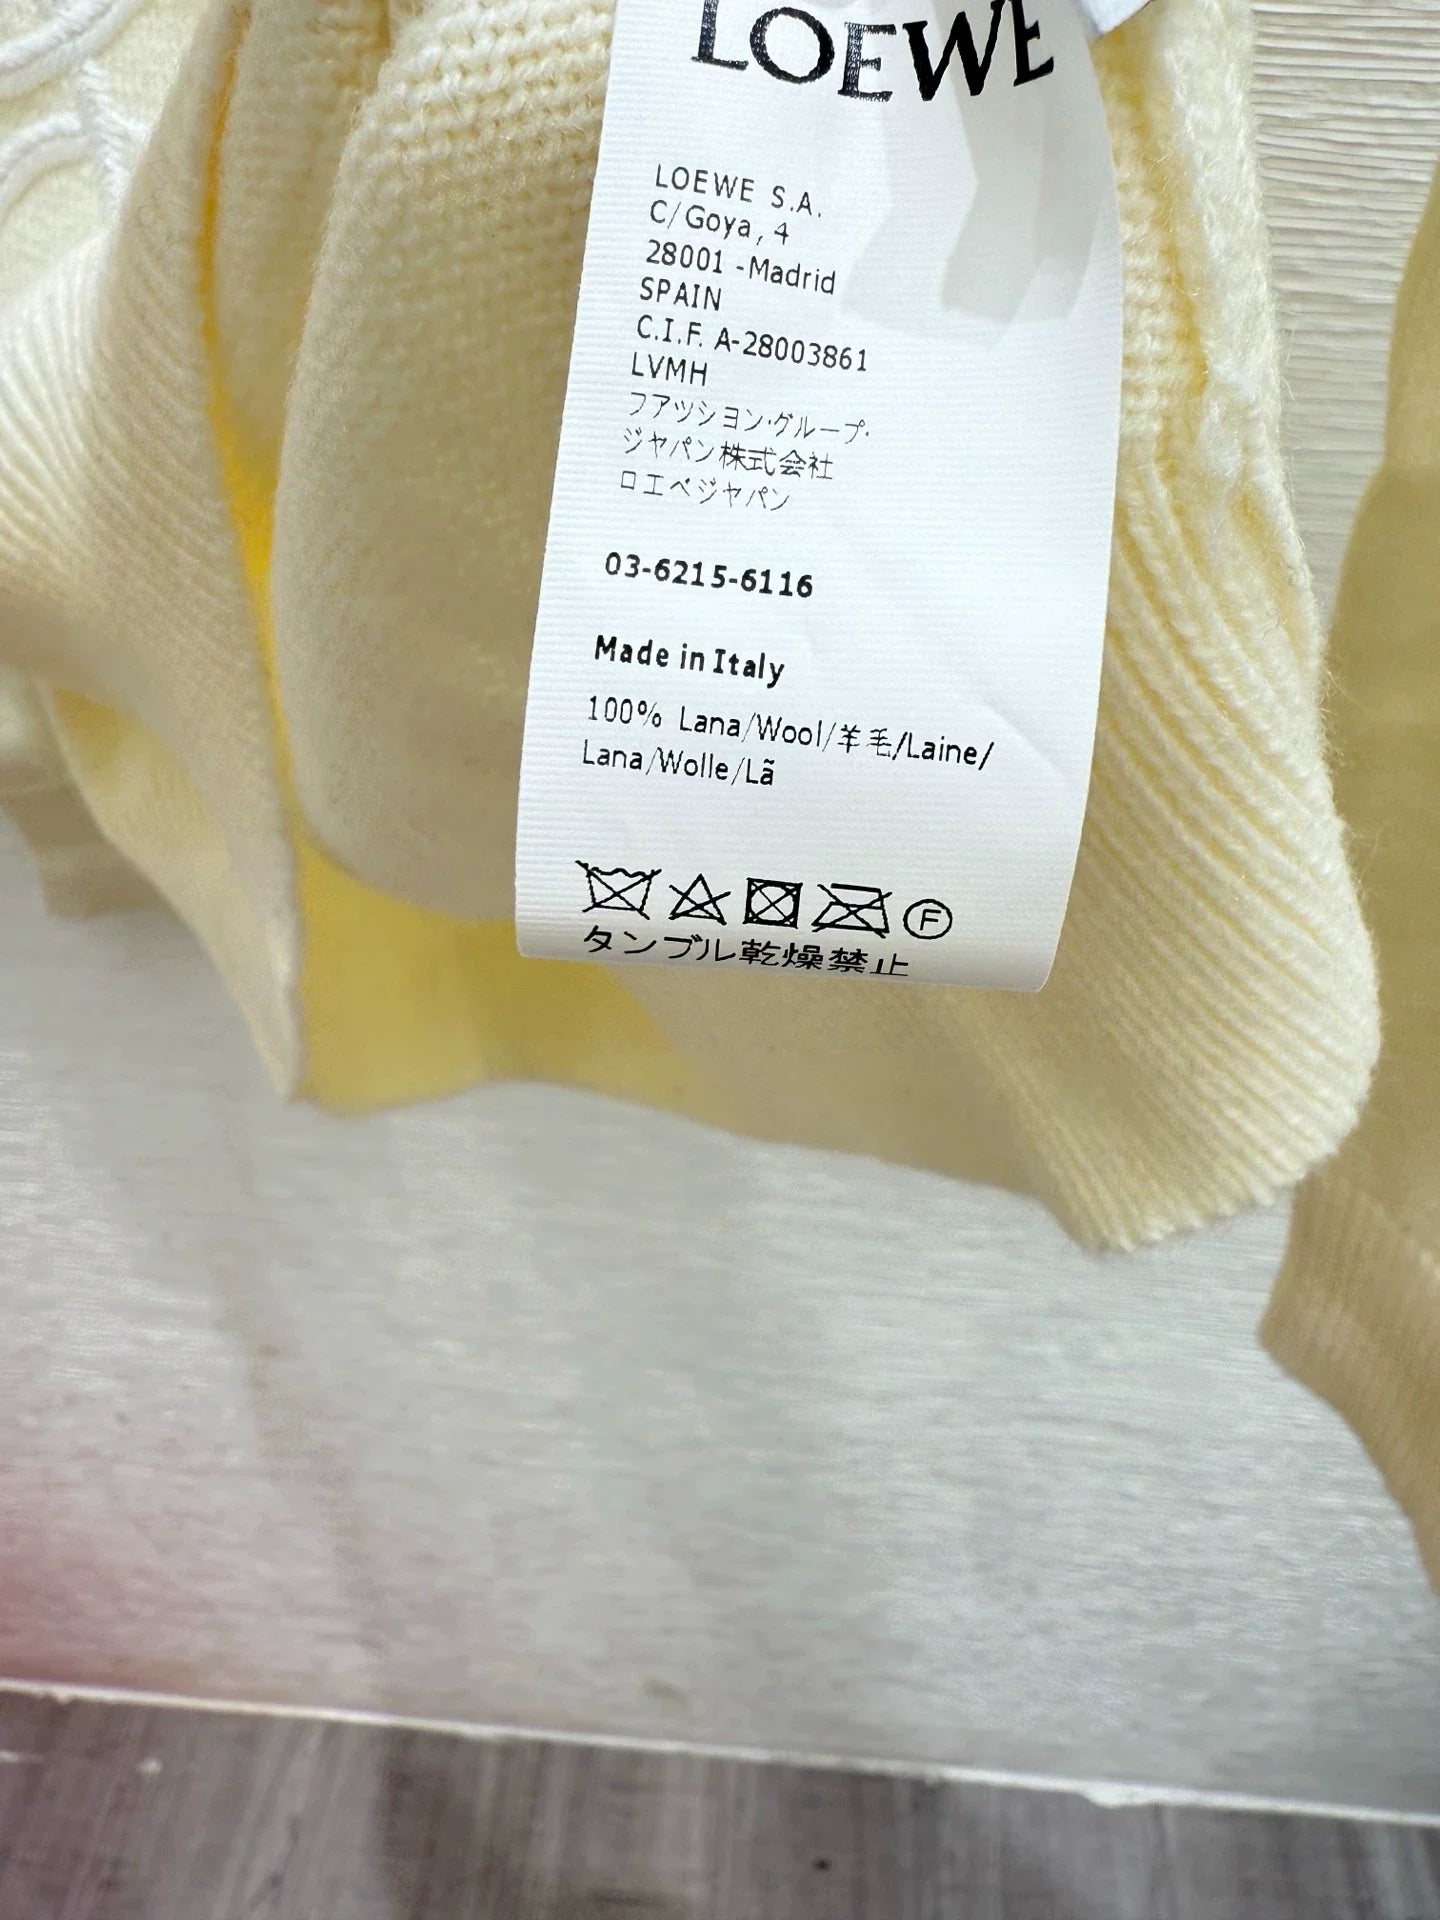 LOEWE
LOEWE S.A.
C/Goya, 4
28001 -Madrid
SPAIN
C.I.F. A-28003861
LVMH
フアッシヨン·グループ·
ジャパン株式会社
ロエベジャパン
03-6215-6116
Made in Italy
100% Lana/Wool/羊毛/Laine/
Lana/Wolle/Lã
F
タンブル乾燥禁止